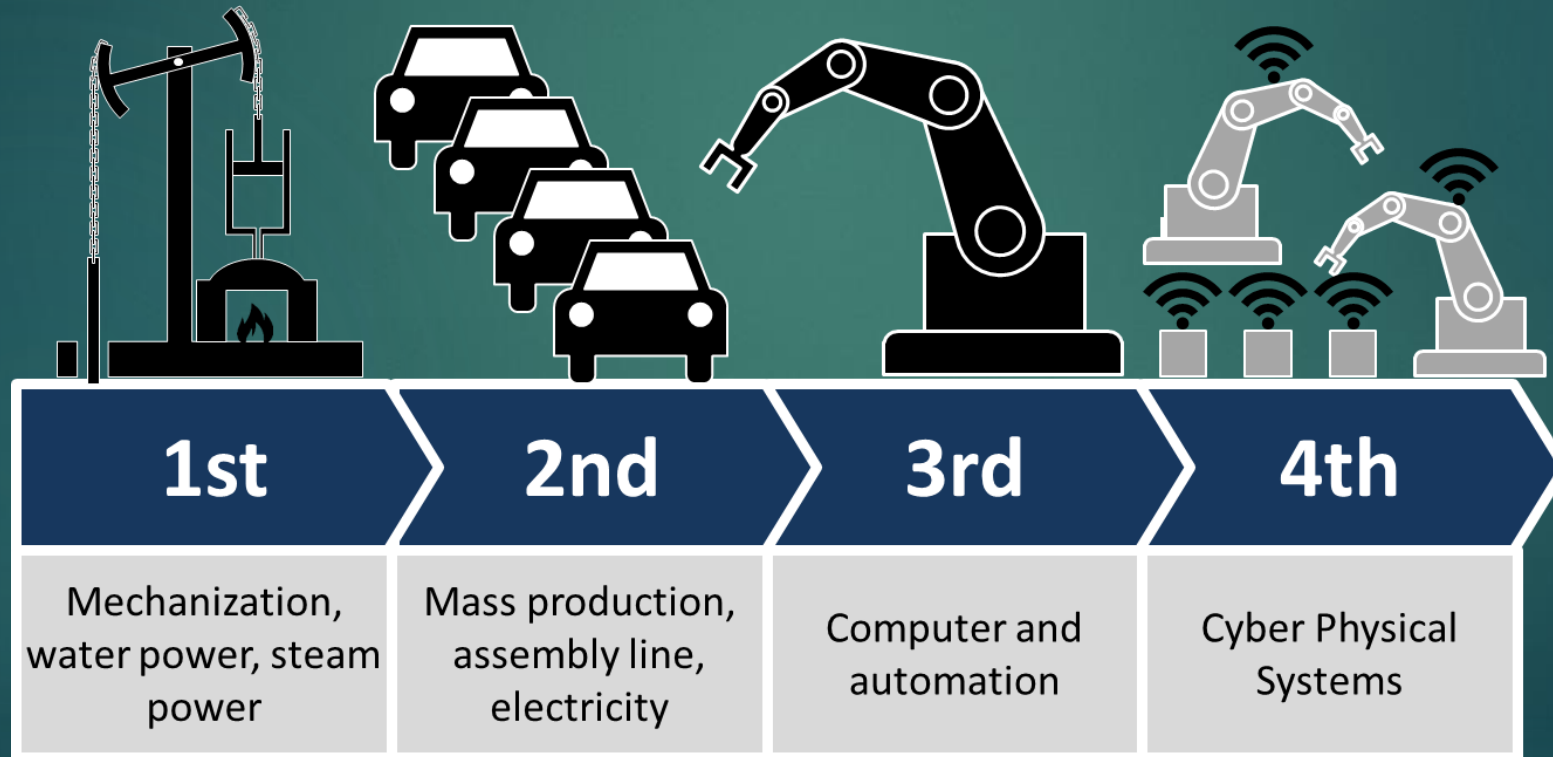 1st
2nd
3rd
4th
Mechanization,
water power, steam
power
Mass production,
assembly line,
electricity
Computer and
automation
Cyber Physical
Systems